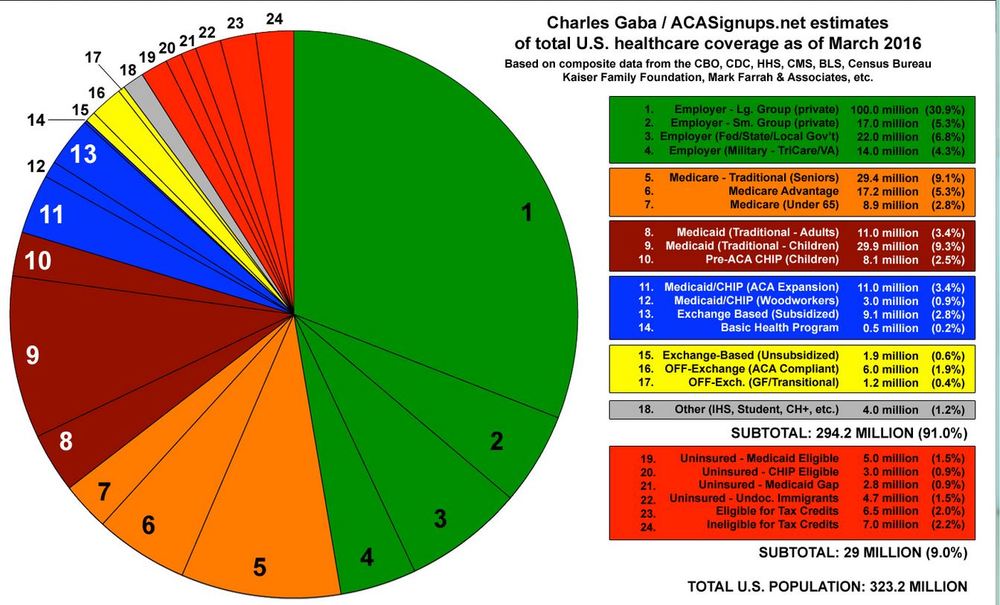 Charles Gaba / ACASignups.net estimates
of total U.S. healthcare coverage as of March 2016
Based on composite data from the CBO, CDC, HHS, CMS, BLS, Census Bureau
Kaiser Family Foundation, Mark Farrah & Associates, etc.
1. Employer - Lg. Group (private) 100.0 million (30.9%)
2. Employer - Sm. Group (private) 17.0 million (5.3%)
3. Employer (Fed/State/Local Gov't) 22.0 million (6.8%)
4. Employer (Military - TriCare/VA) 14.0 million (4.3%)
5. Medicare - Traditional (Seniors) 29.4 million (9.1%)
6. Medicare Advantage 17.2 million (5.3%)
7. Medicare (Under 65) 8.9 million (2.8%)
8. Medicaid (Traditional - Adults) 11.0 million (3.4%)
9. Medicaid (Traditional - Children) 29.9 million (9.3%)
10. Pre-ACA CHIP (Children) 8.1 million (2.5%)
11. Medicaid/CHIP (ACA Expansion) 11.0 million (3.4%)
12. Medicaid/CHIP (Woodworkers) 3.0 million (0.9%)
13. Exchange Based (Subsidized) 9.1 million (2.8%)
14. Basic Health Program 0.5 million (0.2%)
15. Exchange-Based (Unsubsidized) 1.9 million (0.6%)
16. OFF-Exchange (ACA Compliant) 6.0 million (1.9%)
17. OFF-Exch. (GF/Transitional) 1.2 million (0.4%)
18. Other (IHS, Student, CH+, etc.) 4.0 million (1.2%)
SUBTOTAL: 294.2 MILLION (91.0%)
19. Uninsured - Medicaid Eligible 5.0 million (1.5%)
20. Uninsured - CHIP Eligible 3.0 million (0.9%)
21. Uninsured - Medicaid Gap 2.8 million (0.9%)
22. Uninsured - Undoc. Immigrants 4.7 million (1.5%)
23. Eligible for Tax Credits 6.5 million (2.0%)
24. Ineligible for Tax Credits 7.0 million (2.2%)
SUBTOTAL: 29 MILLION (9.0%)
TOTAL U.S. POPULATION: 323.2 MILLION
1
2
3
4
5
6
7
8
9
10
11
12
13
14
15
16
17
18
19
20
21
22
23
24